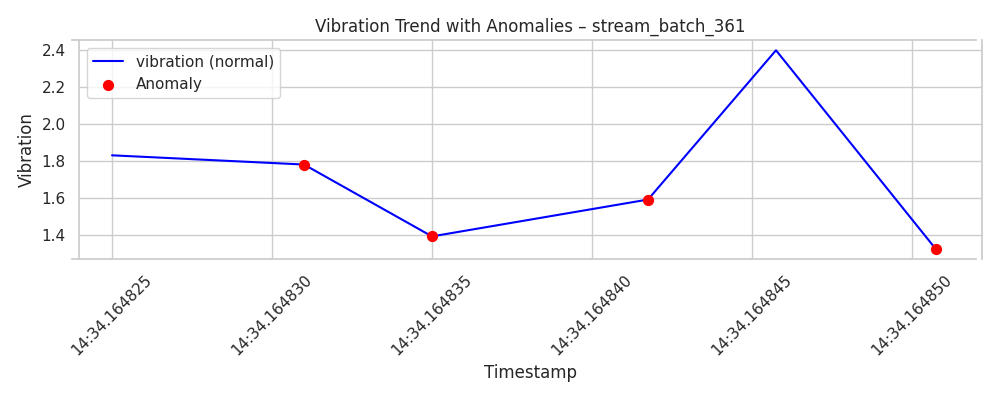 Vibration Trend with Anomalies – stream_batch_361
vibration (normal)
Anomaly
Vibration
2.4
2.2
2.0
1.8
1.6
1.4
14:34.164825
14:34.164830
14:34.164835
14:34.164840
14:34.164845
14:34.164850
Timestamp